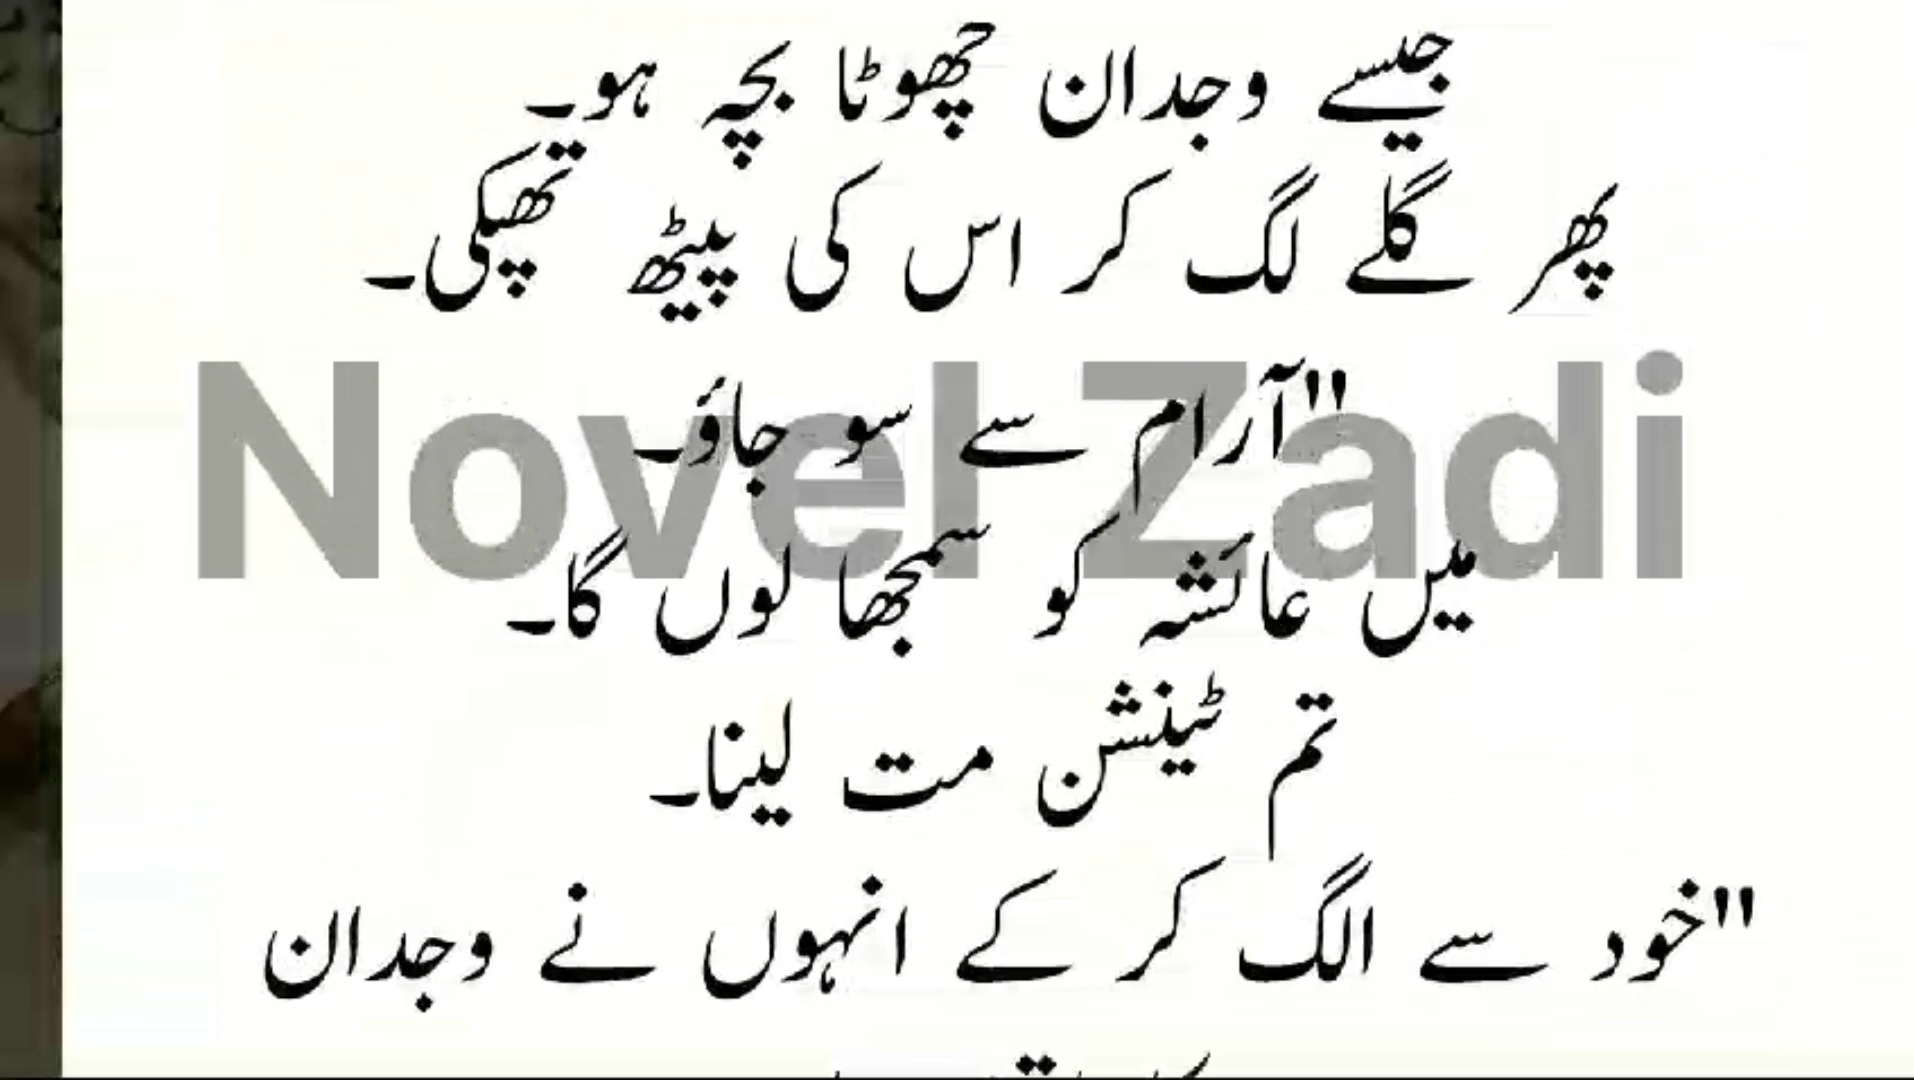 جیسے وجدان چھوٹا بچہ ہو۔
پھر گلے لگ کر اس کی پیٹھ تھپکی۔
"آرام سے سو جاؤ۔
میں عائشہ کو سمجھا لوں گا۔
تم ٹینشن مت لینا۔
"خود سے الگ کر کے انہوں نے وجدان
Novel Zadi